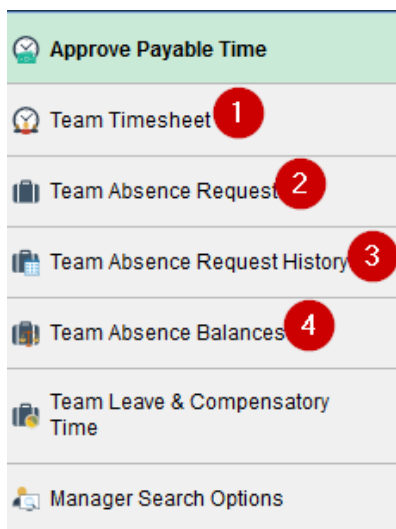 Approve Payable Time
Team Timesheet 1
Team Absence Request 2
Team Absence Request History 3
Team Absence Balances 4
Team Leave & Compensatory
Time
Manager Search Options